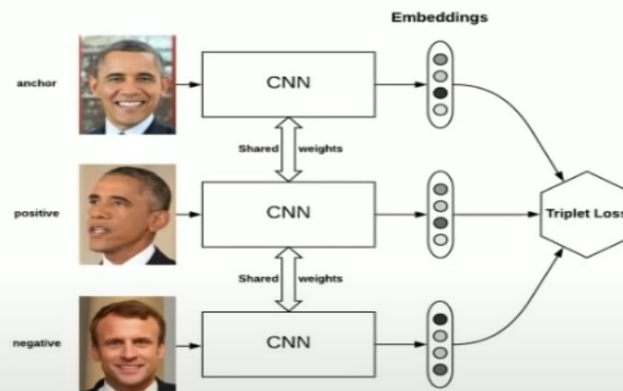 Embeddings
anchor
CNN
Shared weights
positive
CNN
Triplet Loss
Shared weights
negative
CNN